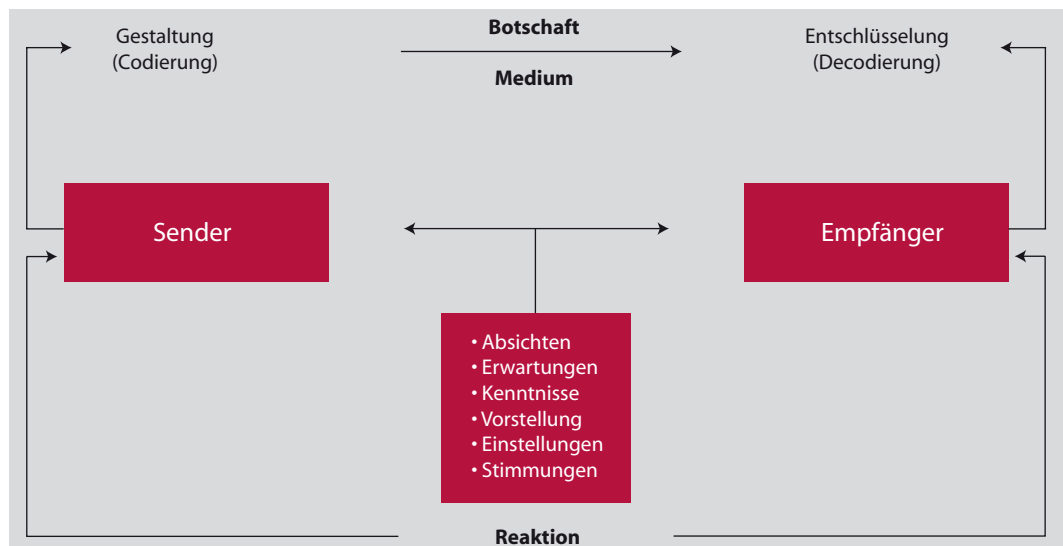 Gestaltung
(Codierung)
Botschaft
Medium
Entschlüsselung
(Decodierung)
Sender
Empfänger
• Absichten
• Erwartungen
• Kenntnisse
• Vorstellung
• Einstellungen
• Stimmungen
Reaktion